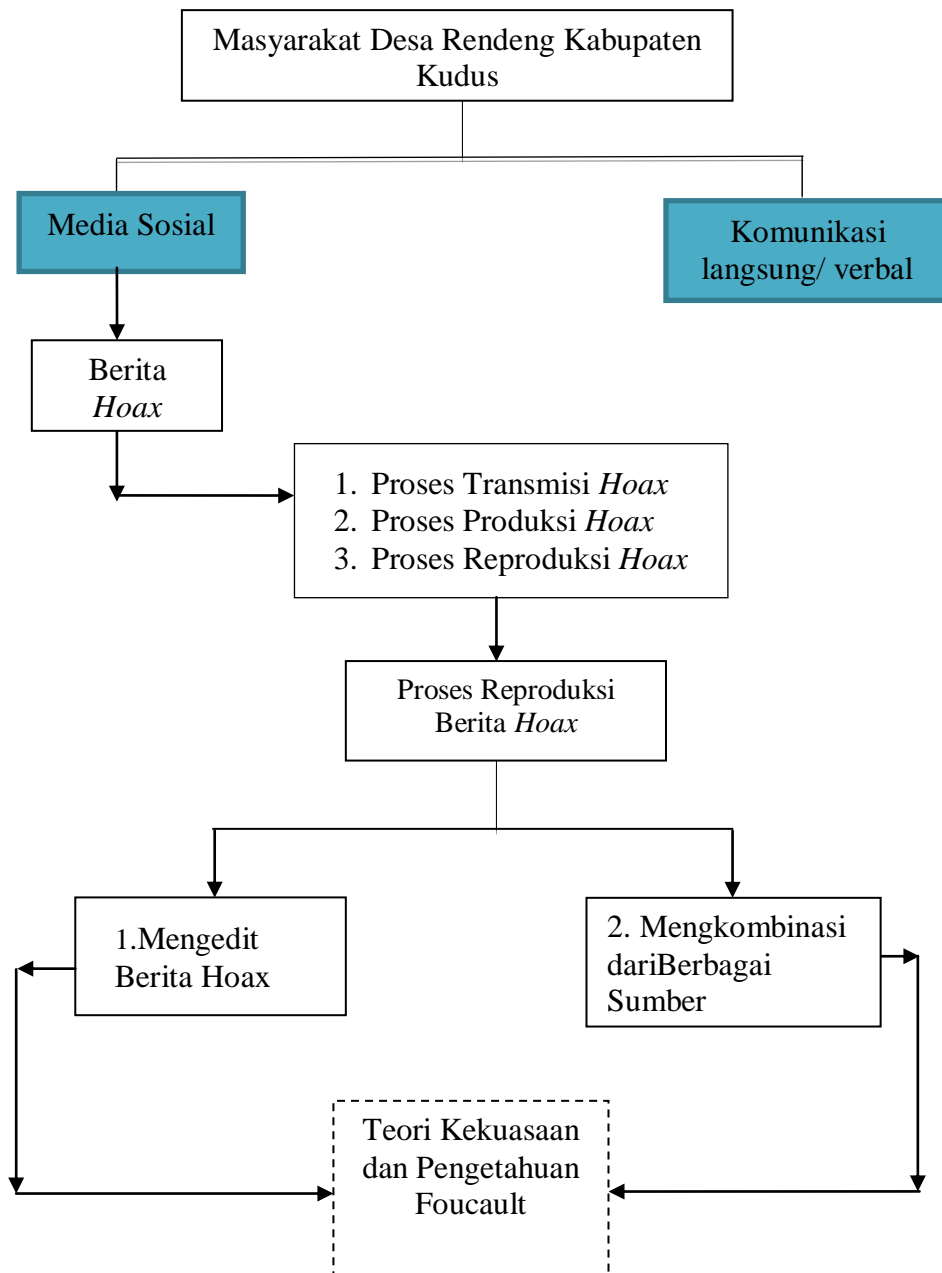 Masyarakat Desa Rendeng Kabupaten
Kudus
Media Sosial
Komunikasi
langsung/ verbal
Berita
Hoax
1. Proses Transmisi Hoax
2. Proses Produksi Hoax
3. Proses Reproduksi Hoax
Proses Reproduksi
Berita Hoax
1.Mengedit
Berita Hoax
2. Mengkombinasi
dariBerbagai
Sumber
Teori Kekuasaan
dan Pengetahuan
Foucault